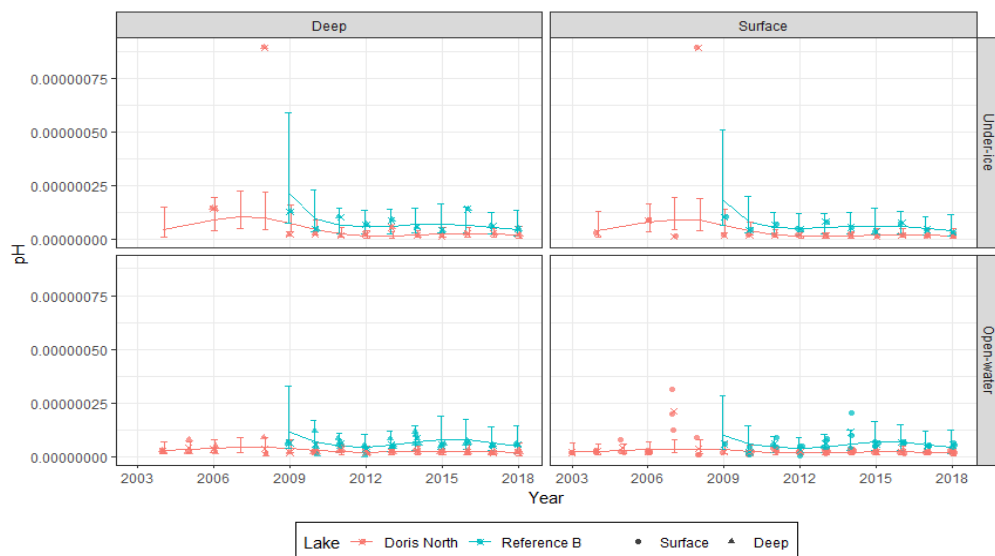 Deep
Surface
0.00000075
0.00000050
0.00000025
0.00000000
Under-ice
pH
0.00000075
0.00000050
0.00000025
0.00000000
Open-water
2003 2006 2009 2012 2015 2018 2003 2006 2009 2012 2015 2018
Year
Lake Doris North Reference B Surface Deep